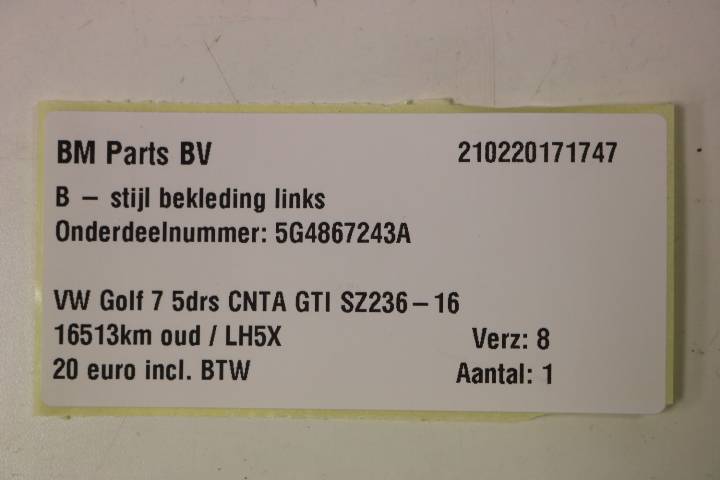 BM Parts BV 210220171747
B – stijl bekleding links
Onderdeelnummer: 5G4867243A
VW Golf 7 5drs CNTA GTI SZ236 – 16
16513km oud / LH5X Verz: 8
20 euro incl. BTW Aantal: 1